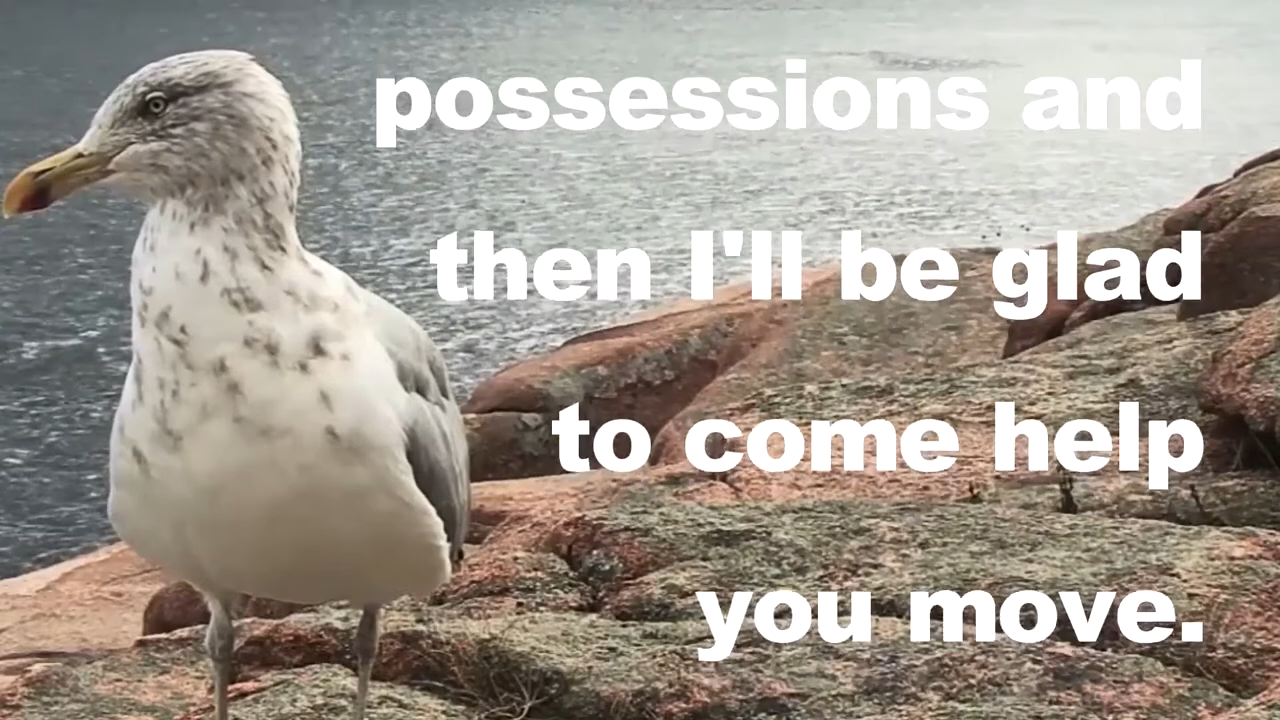 possessions and
then I'll be glad
to come help
you move.